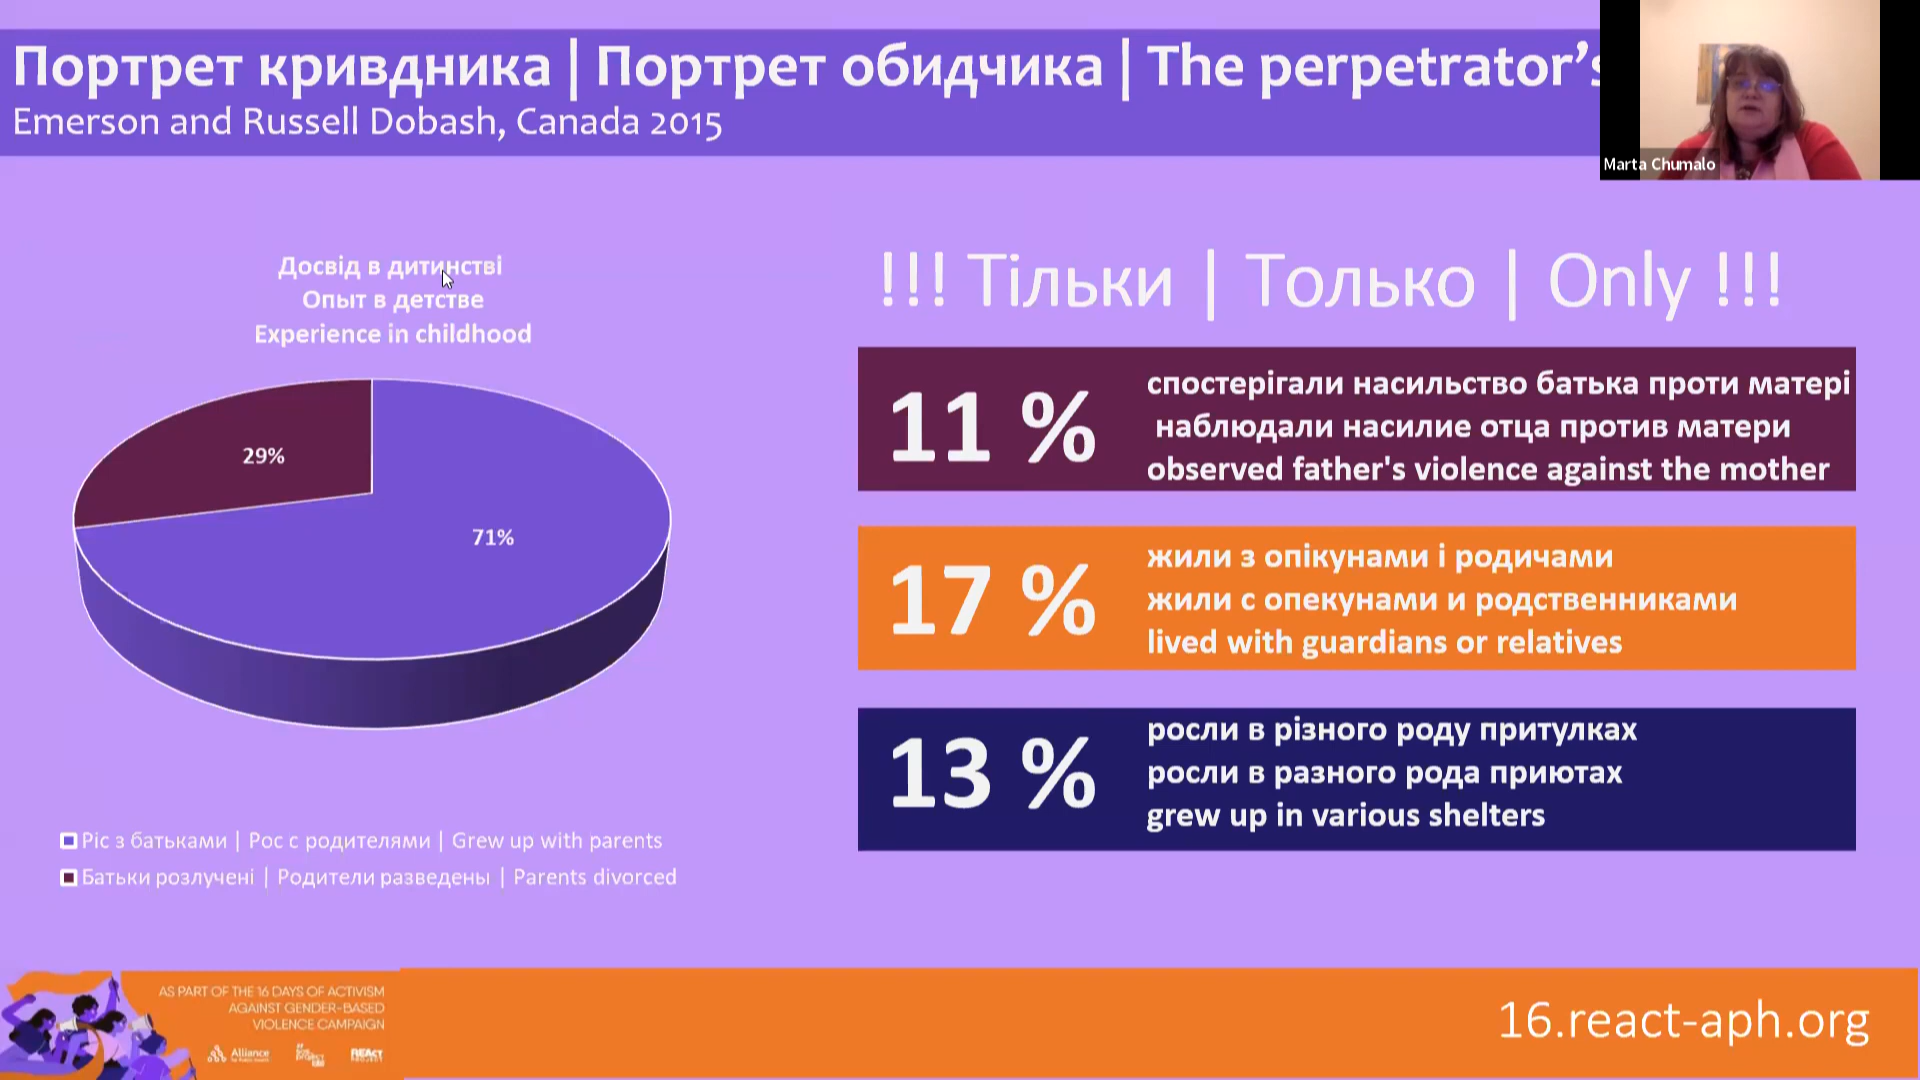 Портрет кривдника | Портрет обидчика | The perpetrator's
Emerson and Russell Dobash, Canada 2015
Marta Chumalo
Досвід в дитинстві
Опыт в детстве
Experience in childhood
29%
71%
Ріс з батьками | Рос с родителями | Grew up with parents
Батьки розлучені | Родители разведены | Parents divorced
!!! Тільки | Только | Only !!!
11 %
спостерігали насильство батька проти матері
наблюдали насилие отца против матери
observed father's violence against the mother
17 %
жили з опікунами і родичами
жили с опекунами и родственниками
lived with guardians or relatives
13 %
росли в різного роду притулках
росли в разного рода приютах
grew up in various shelters
AS PART OF THE 16 DAYS OF ACTIVISM
AGAINST GENDER-BASED
VIOLENCE CAMPAIGN
Alliance
REAct
16.react-aph.org